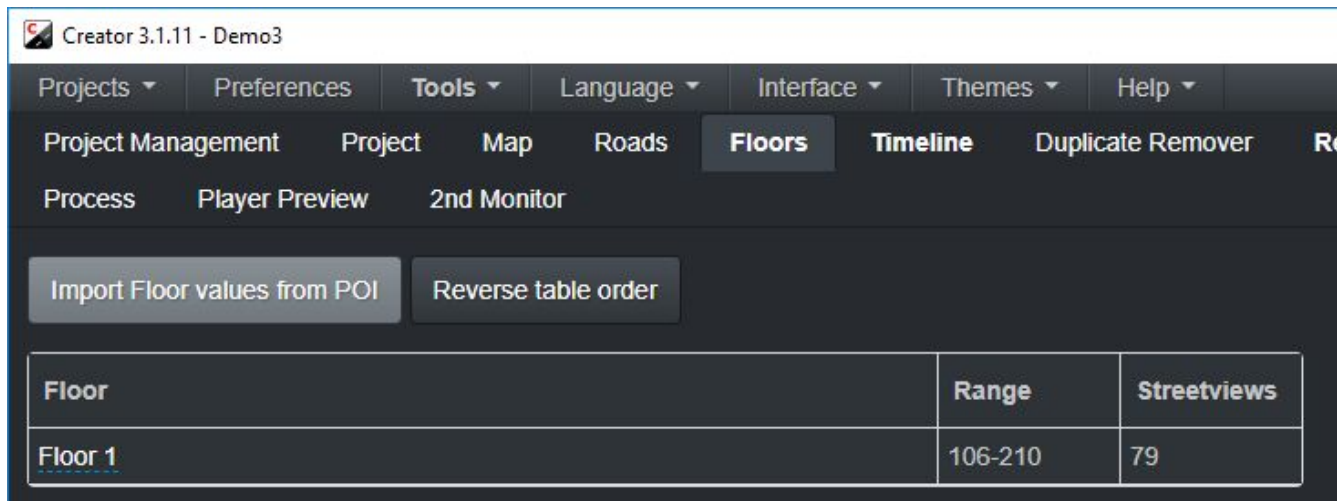 Creator 3.1.11 - Demo3
Projects Preferences Tools Language Interface Themes Help
Project Management Project Map Roads Floors Timeline Duplicate Remover
Process Player Preview 2nd Monitor
Import Floor values from POI Reverse table order
Floor Range Streetviews
Floor 1 106-210 79